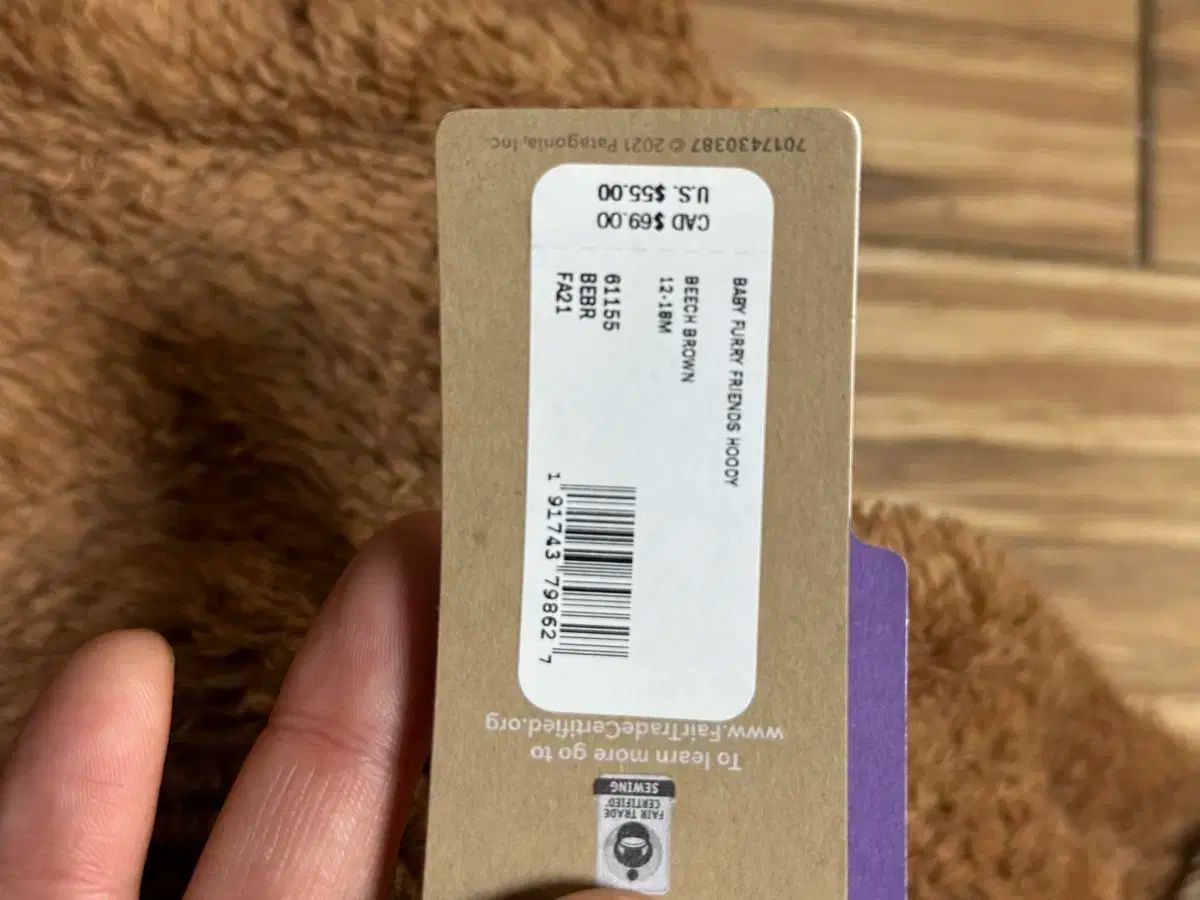 7017430387 © 2021 Patagonia, Inc.
U.S. $55.00
CAD $69.00
BABY FURRY FRIENDS HOODY
BEECH BROWN
12-18M
61155
BEBR
FA21
1 91743 79862 7
To learn more go to
www.FairTradeCertified.org
FAIR TRADE
CERTIFIED
SEWING